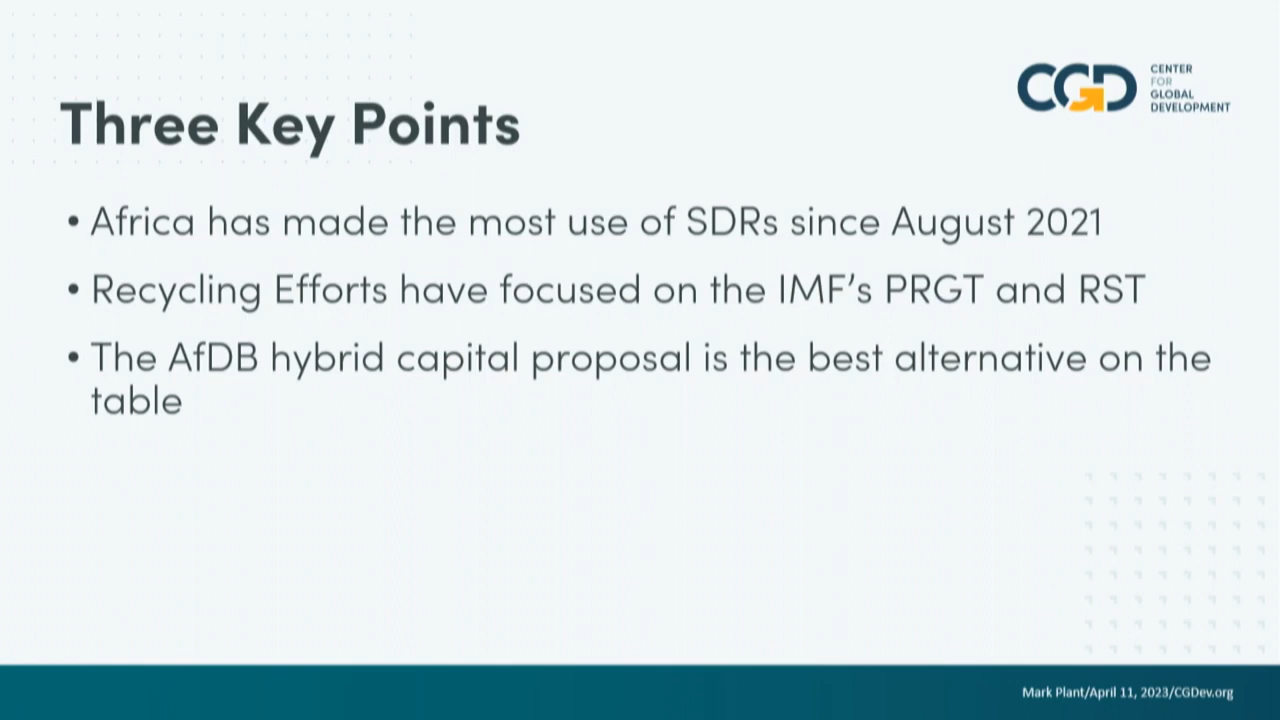 CGD
CENTER
FOR
GLOBAL
DEVELOPMENT
Three Key Points
• Africa has made the most use of SDRs since August 2021
• Recycling Efforts have focused on the IMF’s PRGT and RST
• The AfDB hybrid capital proposal is the best alternative on the
table
Mark Plant/April 11, 2023/CGDev.org